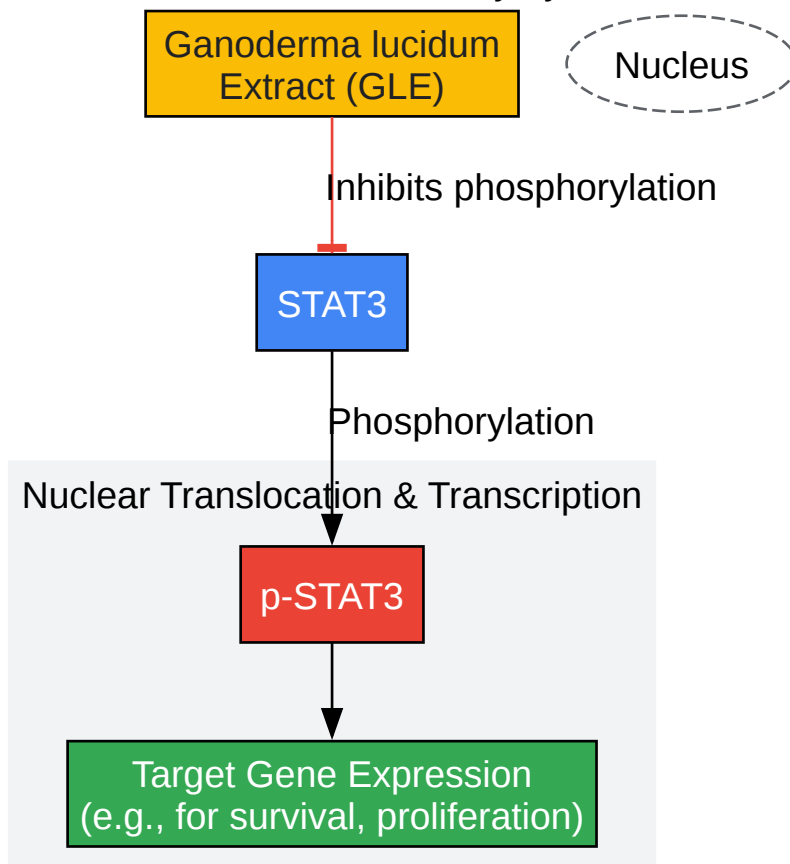 Ganoderma lucidum
Extract (GLE)
Nucleus
Inhibits phosphorylation
STAT3
Phosphorylation
Nuclear Translocation & Transcription
p-STAT3
Target Gene Expression
(e.g., for survival, proliferation)